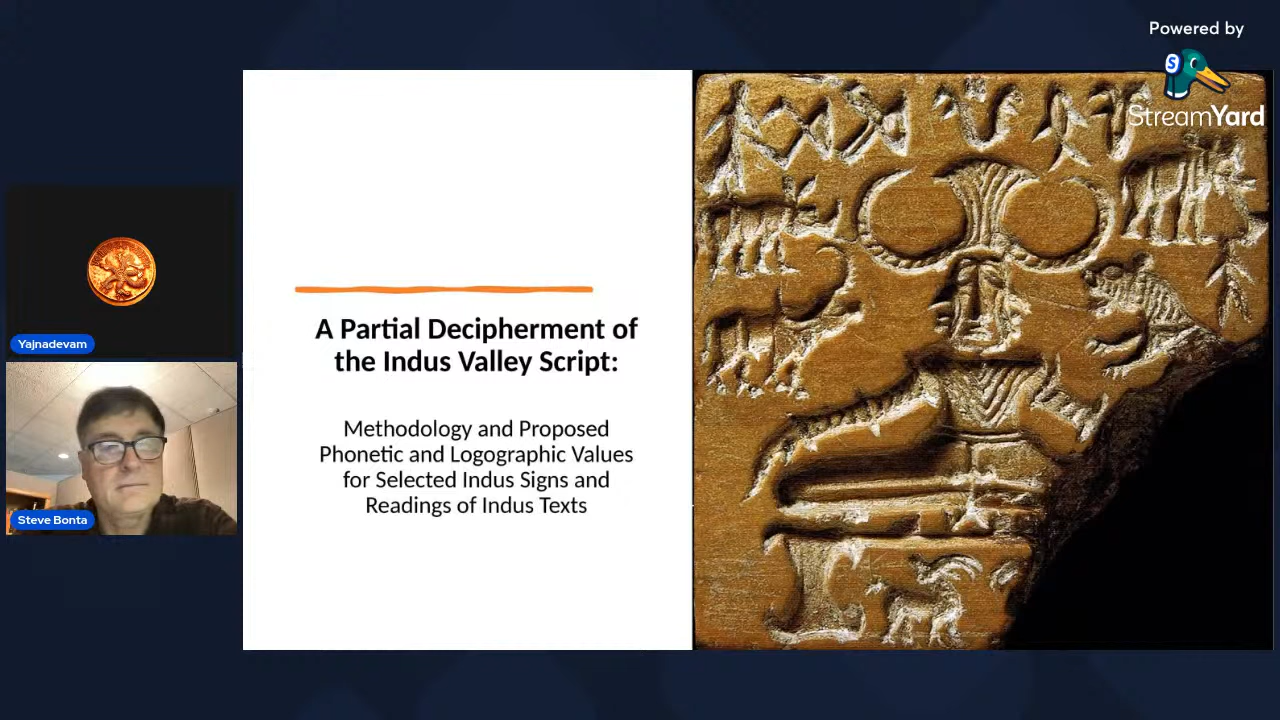 Powered by
StreamYard
A Partial Decipherment of
the Indus Valley Script:
Methodology and Proposed
Phonetic and Logographic Values
for Selected Indus Signs and
Readings of Indus Texts
Yajnadevam
Steve Bonta